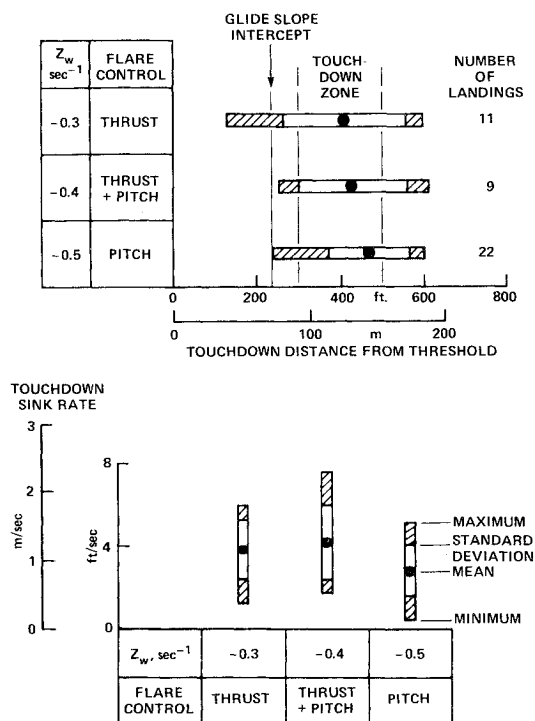 GLIDE SLOPE
INTERCEPT
Zw
sec⁻¹
FLARE
CONTROL
TOUCH-
DOWN
ZONE
NUMBER
OF
LANDINGS
−0.3
THRUST
11
−0.4
THRUST
+ PITCH
9
−0.5
PITCH
22
0 200 400 ft. 600 800
0 100 m 200
TOUCHDOWN DISTANCE FROM THRESHOLD
TOUCHDOWN
SINK RATE
3
2
1
0
m/sec
8
4
0
ft/sec
MAXIMUM
STANDARD
DEVIATION
MEAN
MINIMUM
Zw, sec⁻¹ −0.3 −0.4 −0.5
FLARE
CONTROL
THRUST
THRUST
+ PITCH
PITCH